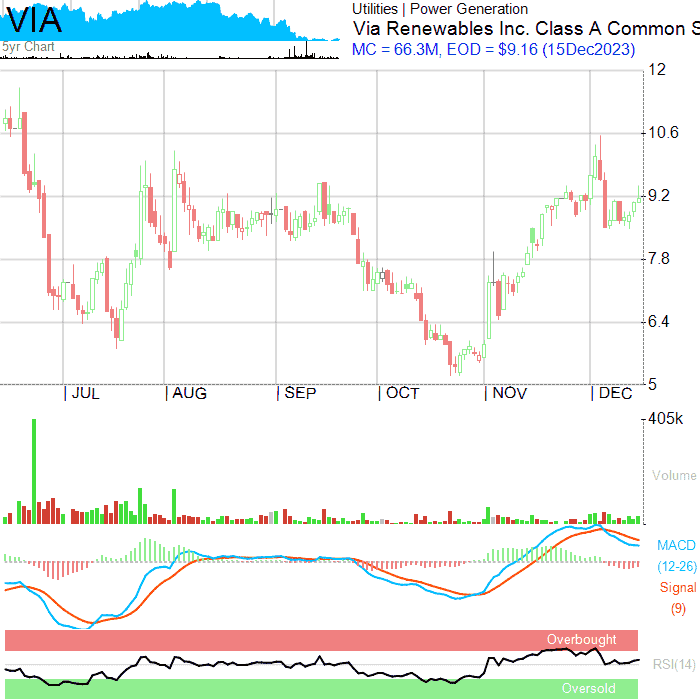 VIA
5yr Chart
Utilities | Power Generation
Via Renewables Inc. Class A Common S
MC = 66.3M, EOD = $9.16 (15Dec2023)
12
10.6
9.2
7.8
6.4
5
| JUL | AUG | SEP | OCT | NOV | DEC
405k
Volume
MACD
(12-26)
Signal
(9)
Overbought
RSI(14)
Oversold